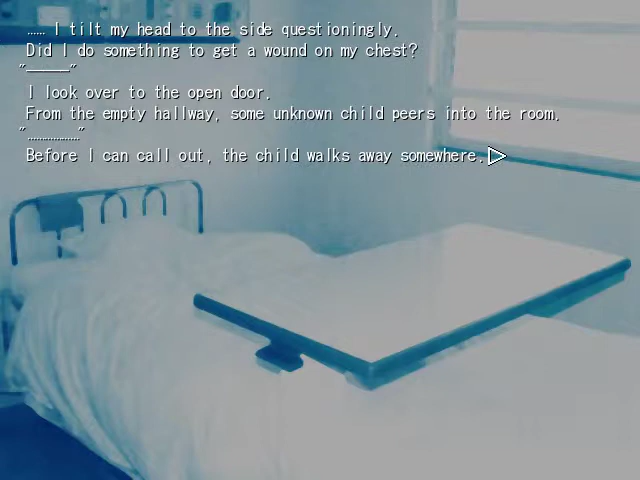 …… I tilt my head to the side questioningly.
Did I do something to get a wound on my chest?
"―――――"
I look over to the open door.
From the empty hallway, some unknown child peers into the room.
"………………"
Before I can call out, the child walks away somewhere.